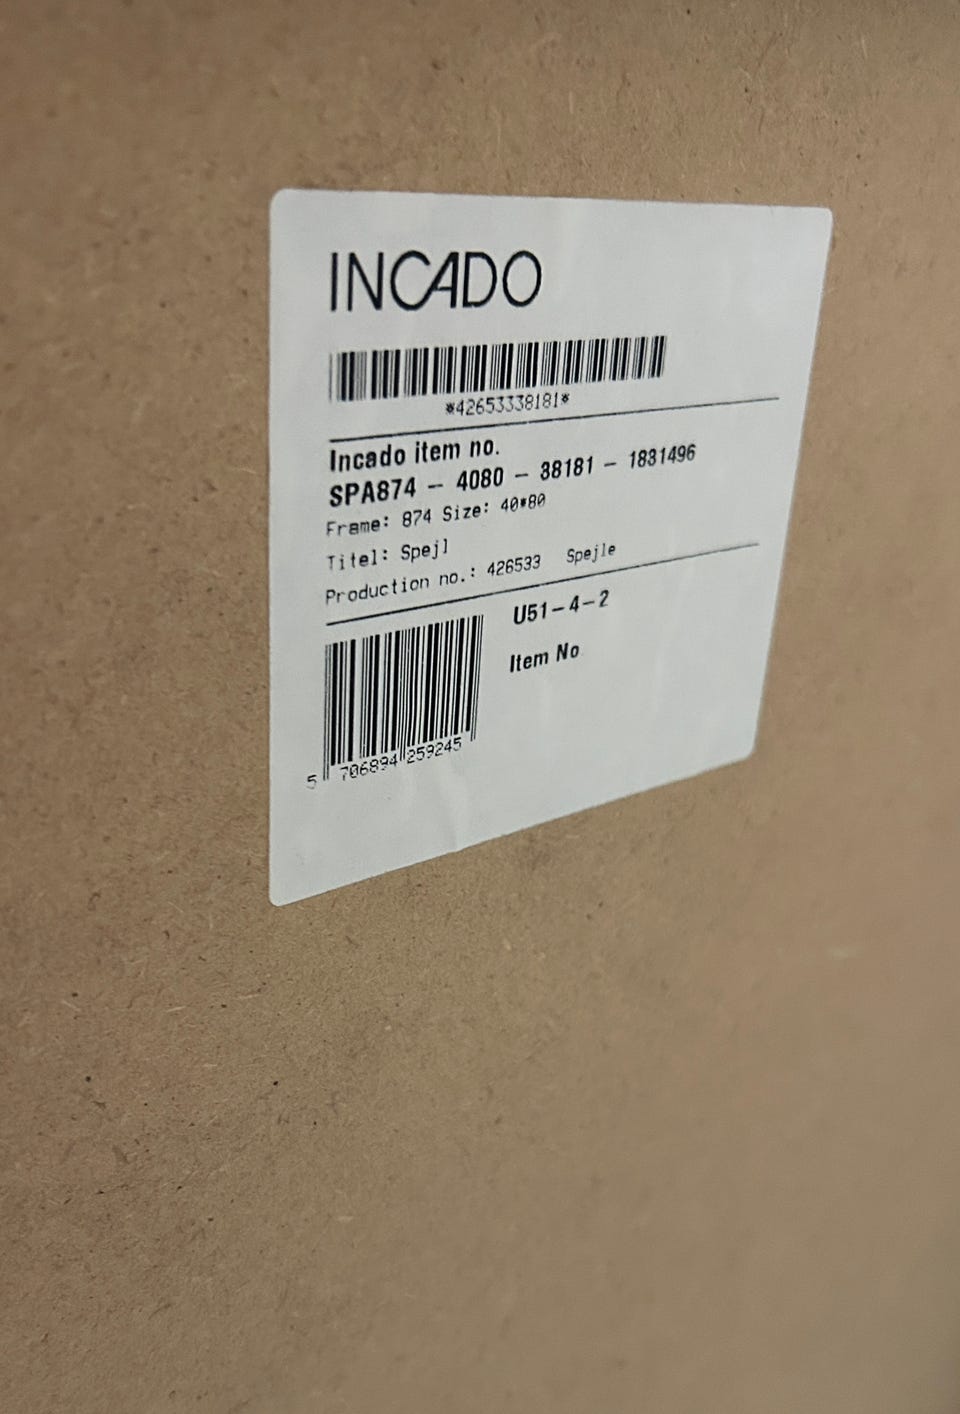 INCADO
*42653338181*
Incado item no.
SPA874 - 4080 - 38181 - 1831496
Frame: 874 Size: 40*80
Titel: Spejl
Production no.: 426533 Spejle
U51-4-2
Item No
5 706894 259245